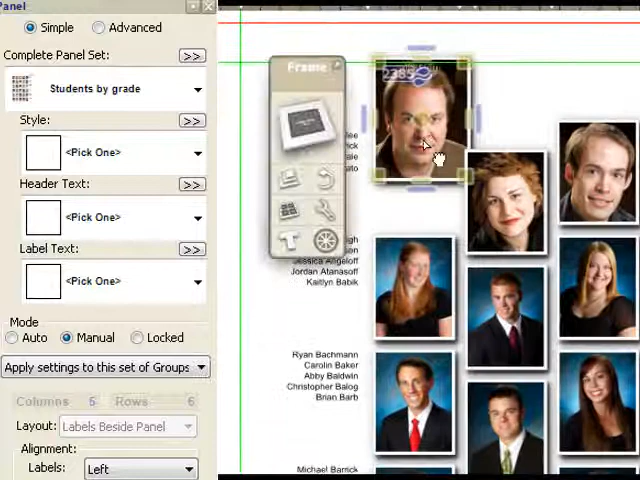 Panel
Simple Advanced
Complete Panel Set: >>
Students by grade
Style: >>
<Pick One>
Header Text: >>
<Pick One>
Label Text: >>
<Pick One>
Mode
Auto Manual Locked
Apply settings to this set of Groups
Columns 5 Rows 6
Layout: Labels Beside Panel
Alignment:
Labels: Left
Frame
2385
Jessica Angeloff
Jordan Atanasoff
Kaitlyn Babik
Ryan Bachmann
Carolin Baker
Abby Baldwin
Christopher Balog
Brian Barb
Michael Barrick